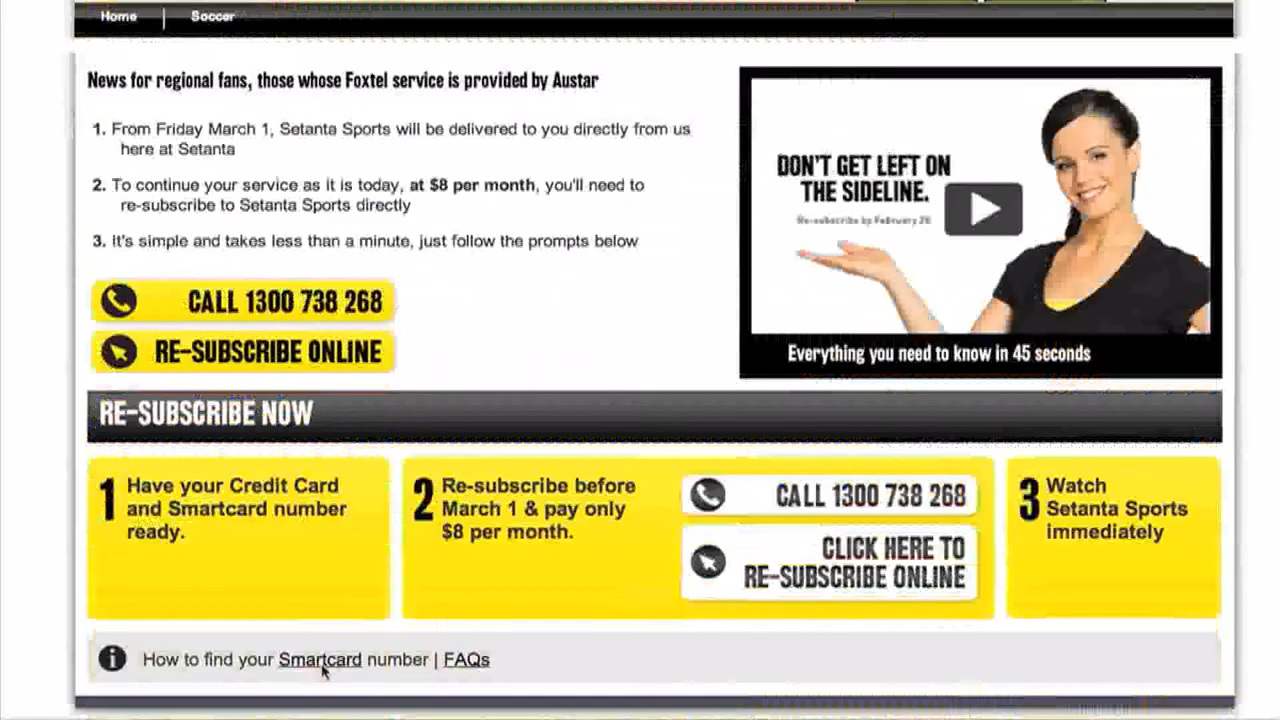 Home
Soccer
News for regional fans, those whose Foxtel service is provided by Austar
1. From Friday March 1, Setanta Sports will be delivered to you directly from us
here at Setanta
2. To continue your service as it is today, at $8 per month, you'll need to
re-subscribe to Setanta Sports directly
3. It's simple and takes less than a minute, just follow the prompts below
CALL 1300 738 268
RE-SUBSCRIBE ONLINE
DON'T GET LEFT ON
THE SIDELINE.
Re-subscribe by February 28
Everything you need to know in 45 seconds
RE-SUBSCRIBE NOW
1 Have your Credit Card
and Smartcard number
ready.
2 Re-subscribe before
March 1 & pay only
$8 per month.
CALL 1300 738 268
CLICK HERE TO
RE-SUBSCRIBE ONLINE
3 Watch
Setanta Sports
immediately
How to find your Smartcard number | FAQs